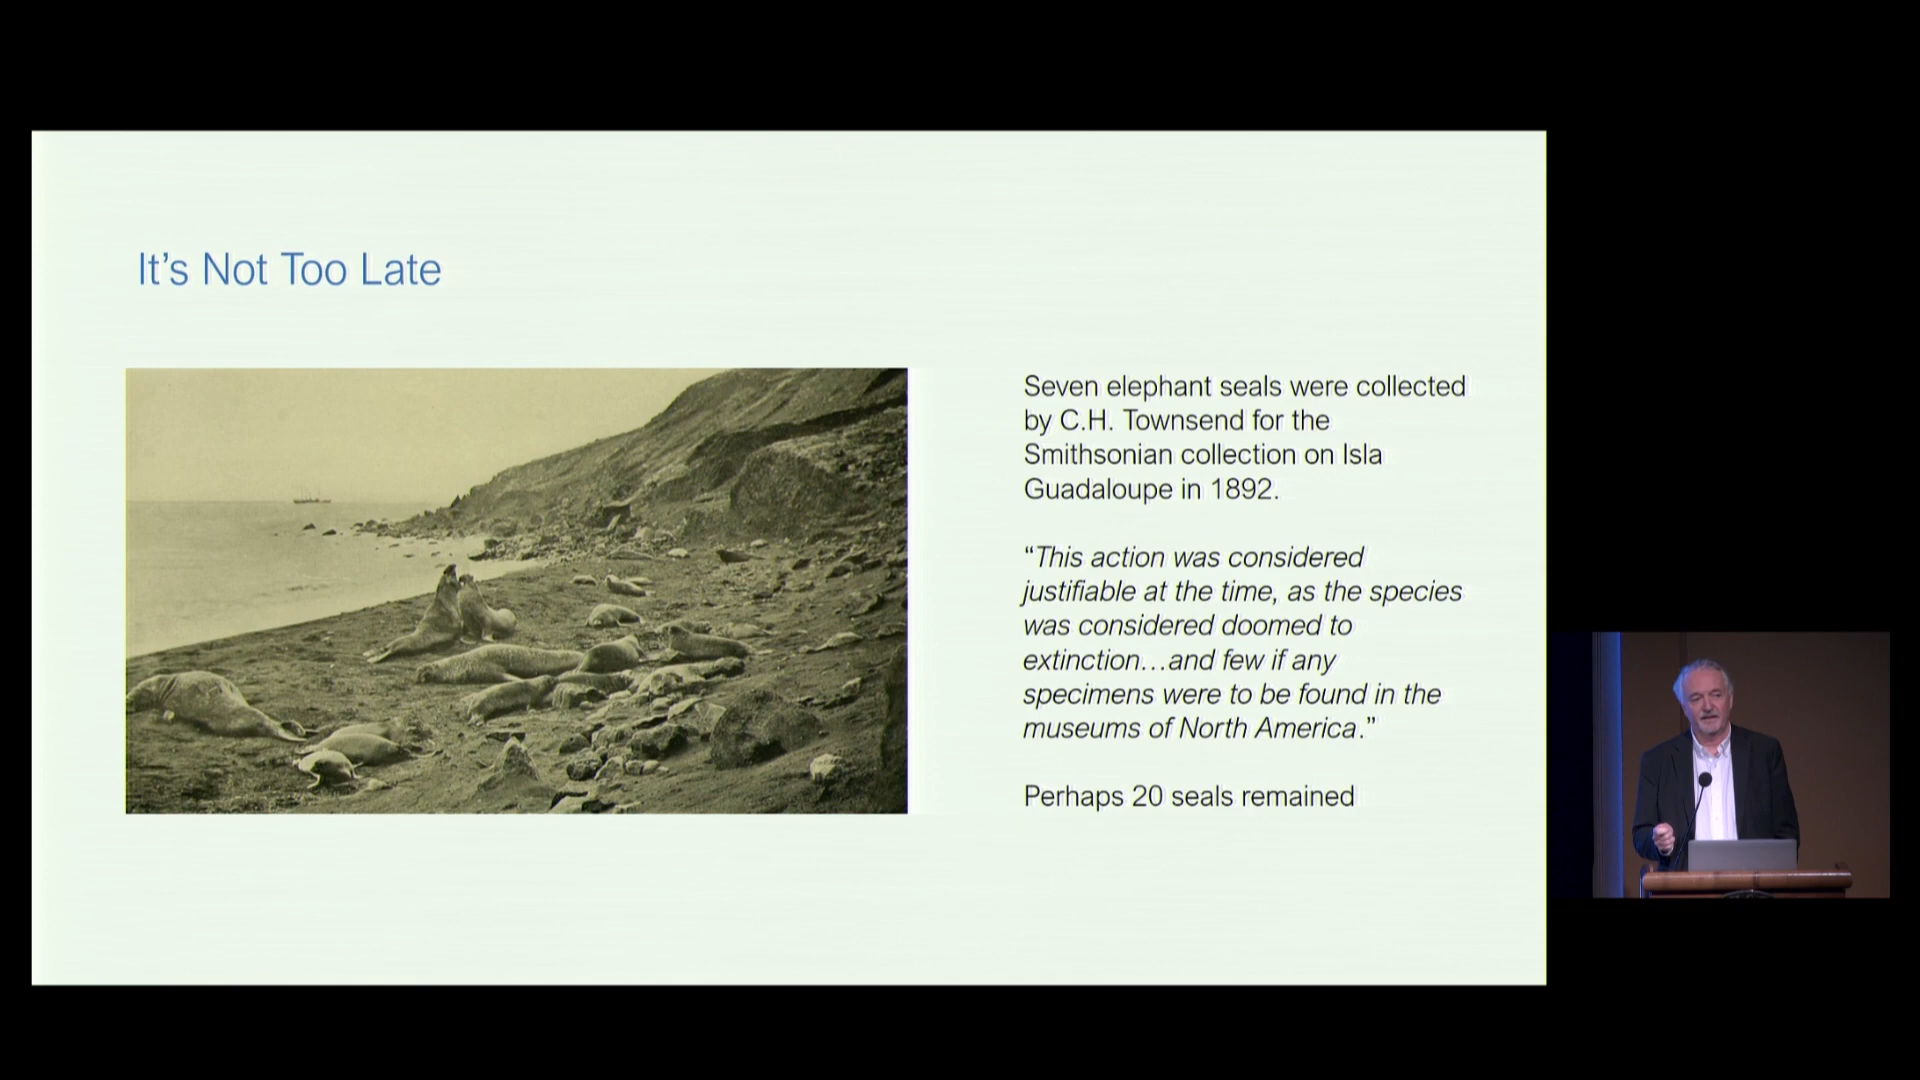 It’s Not Too Late
Seven elephant seals were collected
by C.H. Townsend for the
Smithsonian collection on Isla
Guadaloupe in 1892.
“This action was considered
justifiable at the time, as the species
was considered doomed to
extinction…and few if any
specimens were to be found in the
museums of North America.”
Perhaps 20 seals remained